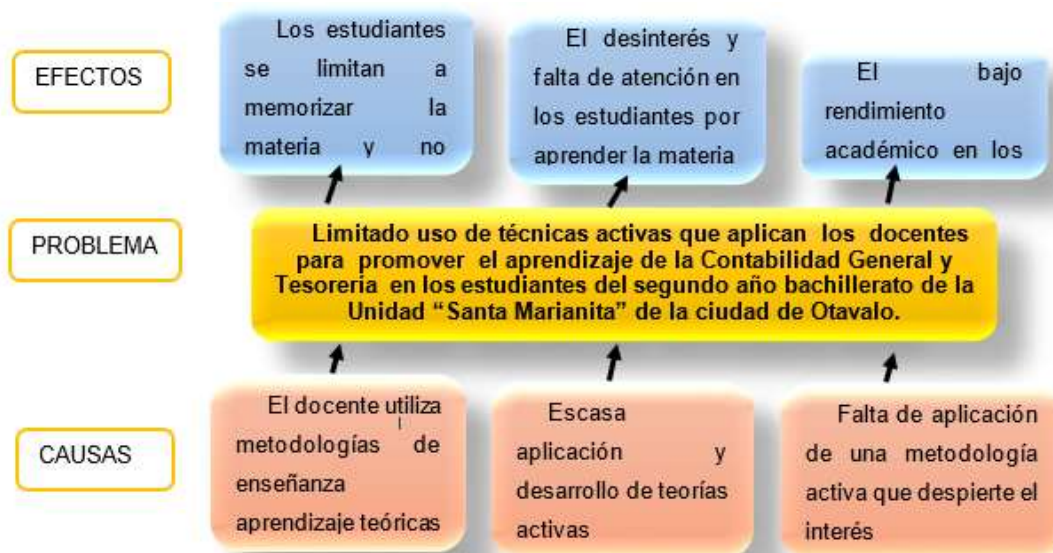 EFECTOS
Los estudiantes
se limitan a
memorizar la
materia y no
El desinterés y
falta de atención en
los estudiantes por
aprender la materia
El bajo
rendimiento
académico en los
PROBLEMA
Limitado uso de técnicas activas que aplican los docentes
para promover el aprendizaje de la Contabilidad General y
Tesorería en los estudiantes del segundo año bachillerato de la
Unidad “Santa Marianita” de la ciudad de Otavalo.
CAUSAS
El docente utiliza
metodologías de
enseñanza
aprendizaje teóricas
Escasa
aplicación y
desarrollo de teorías
activas
Falta de aplicación
de una metodología
activa que despierte el
interés